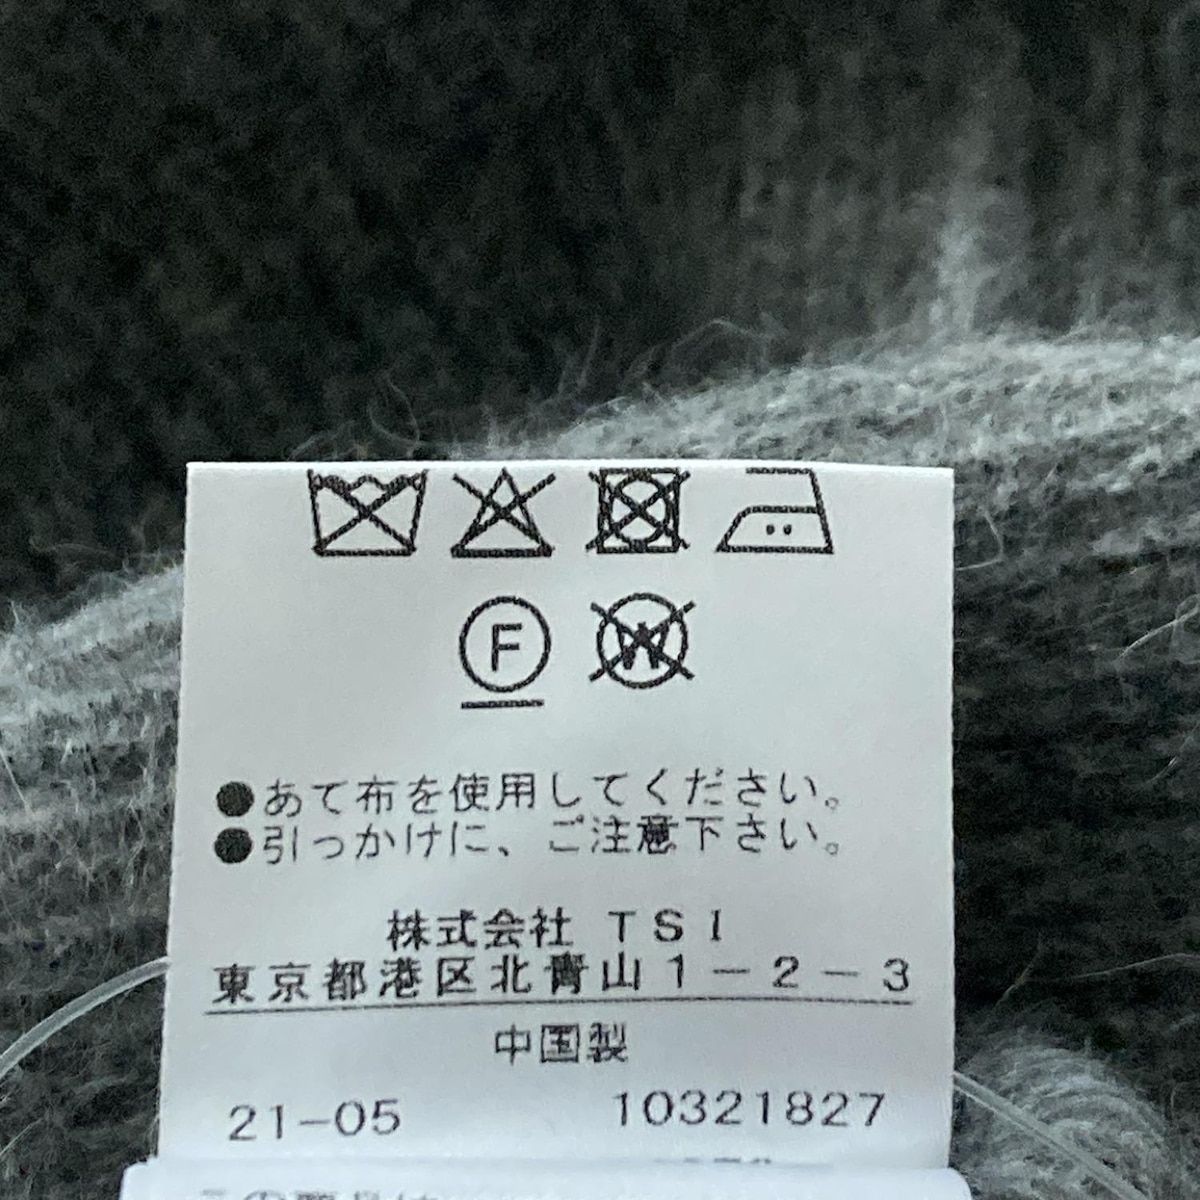 F W
●あて布を使用してください。
●引っかけに、ご注意下さい。
株式会社 TSI
東京都港区北青山1-2-3
中国製
21-05 10321827